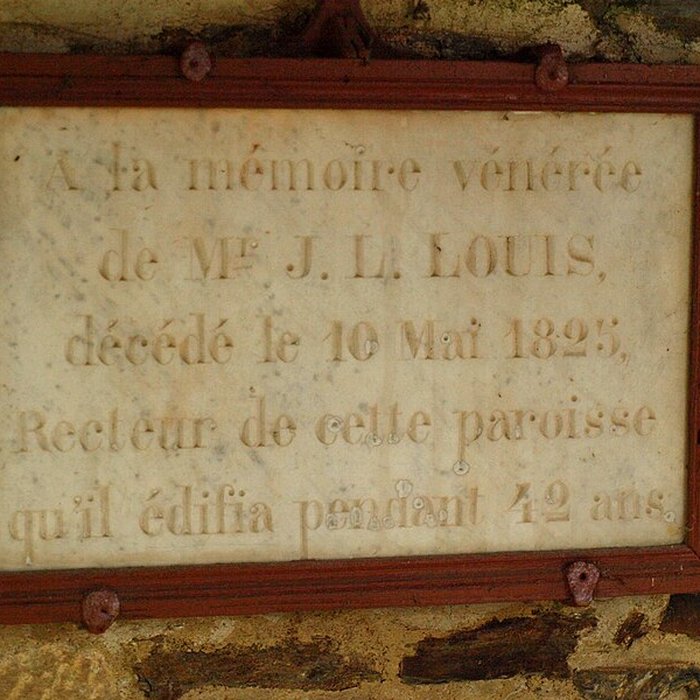 A la mémoire vénérée
de Mr J. L. LOUIS,
décédé le 10 Mai 1825,
Recteur de cette paroisse
qu'il édifia pendant 42 ans.